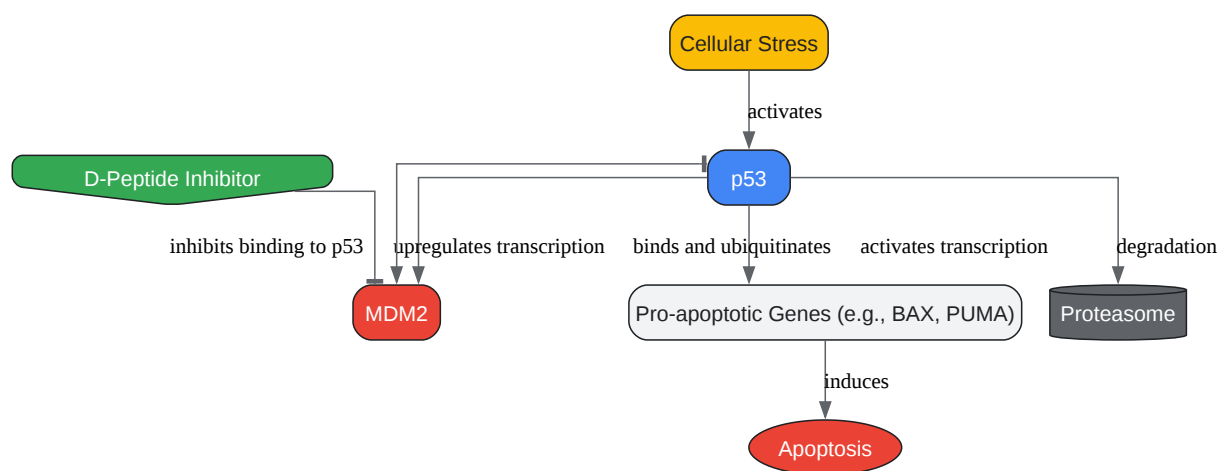 Cellular Stress
activates
D-Peptide Inhibitor
p53
inhibits binding to p53
upregulates transcription
binds and ubiquitinates
activates transcription
degradation
MDM2
Pro-apoptotic Genes (e.g., BAX, PUMA)
Proteasome
induces
Apoptosis